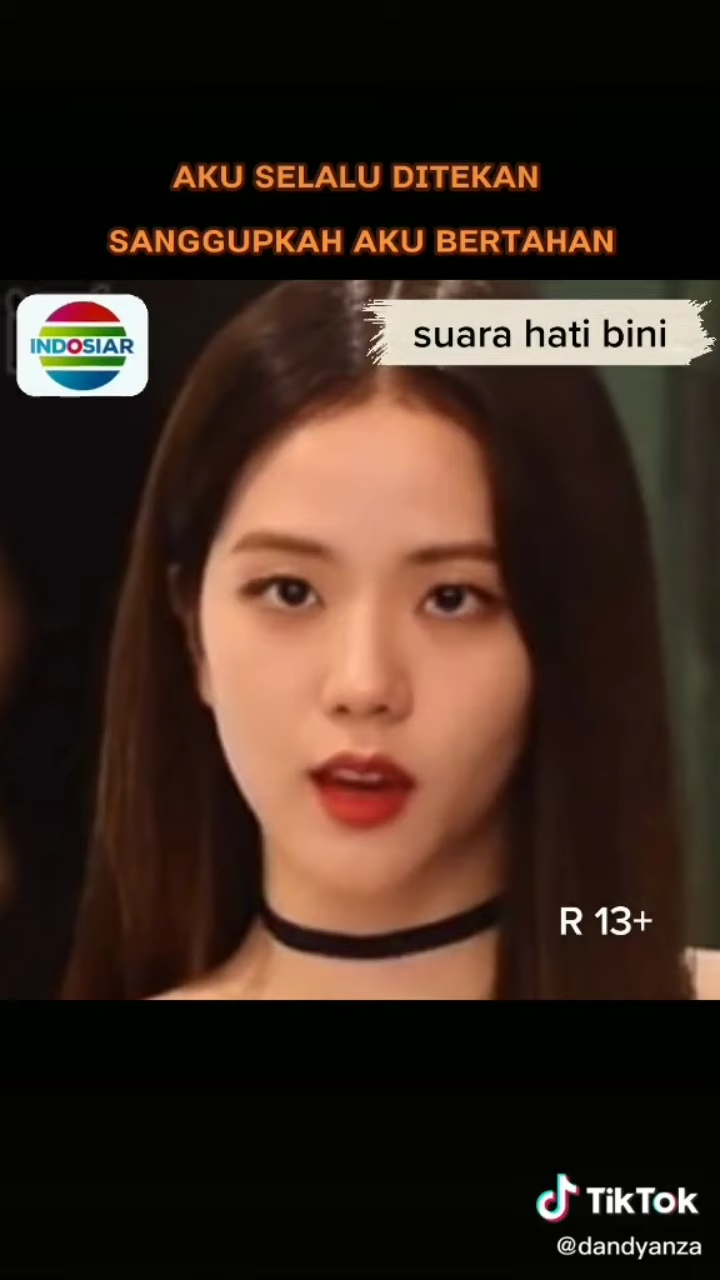 AKU SELALU DITEKAN
SANGGUPKAH AKU BERTAHAN
INDOSIAR
suara hati bini
R 13+
TikTok
@dandyanza